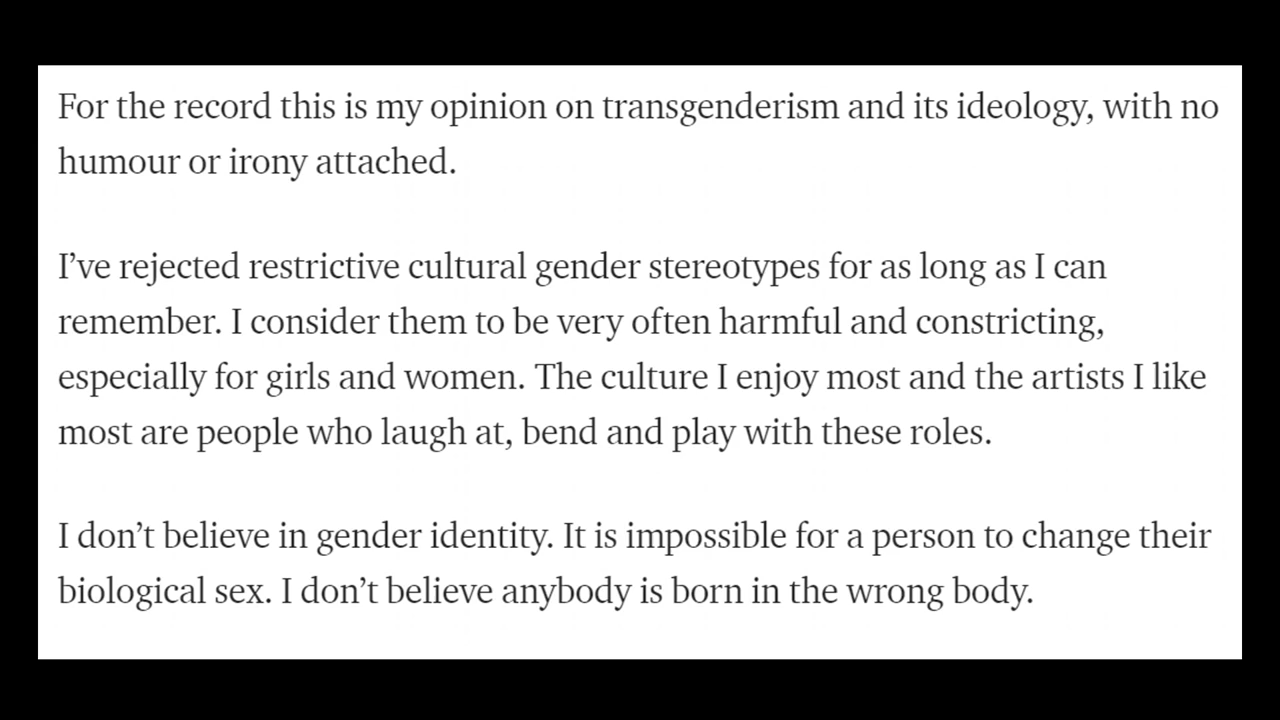 For the record this is my opinion on transgenderism and its ideology, with no
humour or irony attached.
I’ve rejected restrictive cultural gender stereotypes for as long as I can
remember. I consider them to be very often harmful and constricting,
especially for girls and women. The culture I enjoy most and the artists I like
most are people who laugh at, bend and play with these roles.
I don’t believe in gender identity. It is impossible for a person to change their
biological sex. I don’t believe anybody is born in the wrong body.